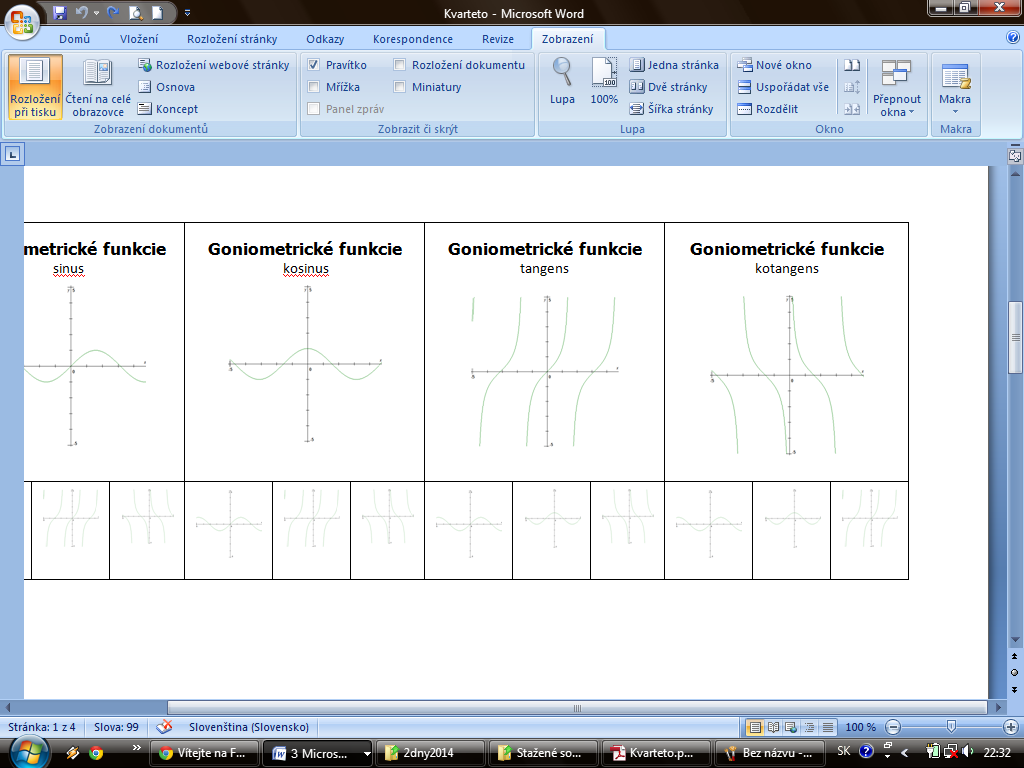 Kvarteto - Microsoft Word
Domů Vložení Rozložení stránky Odkazy Korespondence Revize Zobrazení
Rozložení při tisku
Čtení na celé obrazovce
Rozložení webové stránky
Osnova
Koncept
Zobrazení dokumentů
Pravítko
Mřížka
Panel zpráv
Rozložení dokumentu
Miniatury
Zobrazit či skrýt
Lupa
100%
Jedna stránka
Dvě stránky
Šířka stránky
Lupa
Nové okno
Uspořádat vše
Rozdělit
Přepnout okna
Okno
Makra
Makra
metrické funkcie
sinus
Goniometrické funkcie
kosinus
Goniometrické funkcie
tangens
Goniometrické funkcie
kotangens
Stránka: 1 z 4 Slova: 99 Slovenština (Slovensko) 100 %
Vítejte na F... 3 Micros... 2dny2014 Stažené so... Kvarteto.p... Bez názvu -... SK 22:32